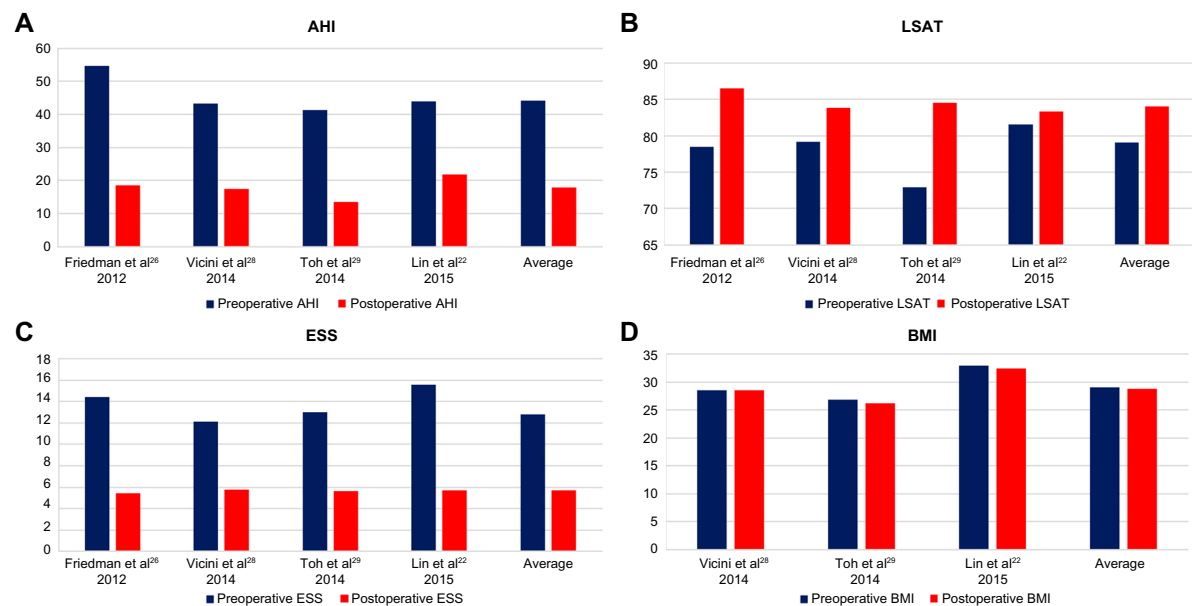 A
AHI
60
50
40
30
20
10
0
Friedman et al²⁶ Vicini et al²⁸ Toh et al²⁹ Lin et al²² Average
2012 2014 2014 2015
Preoperative AHI Postoperative AHI
B
LSAT
90
85
80
75
70
65
Friedman et al²⁶ Vicini et al²⁸ Toh et al²⁹ Lin et al²² Average
2012 2014 2014 2015
Preoperative LSAT Postoperative LSAT
C
ESS
18
16
14
12
10
8
6
4
2
0
Friedman et al²⁶ Vicini et al²⁸ Toh et al²⁹ Lin et al²² Average
2012 2014 2014 2015
Preoperative ESS Postoperative ESS
D
BMI
35
30
25
20
15
10
5
0
Vicini et al²⁸ Toh et al²⁹ Lin et al²² Average
2014 2014 2015
Preoperative BMI Postoperative BMI